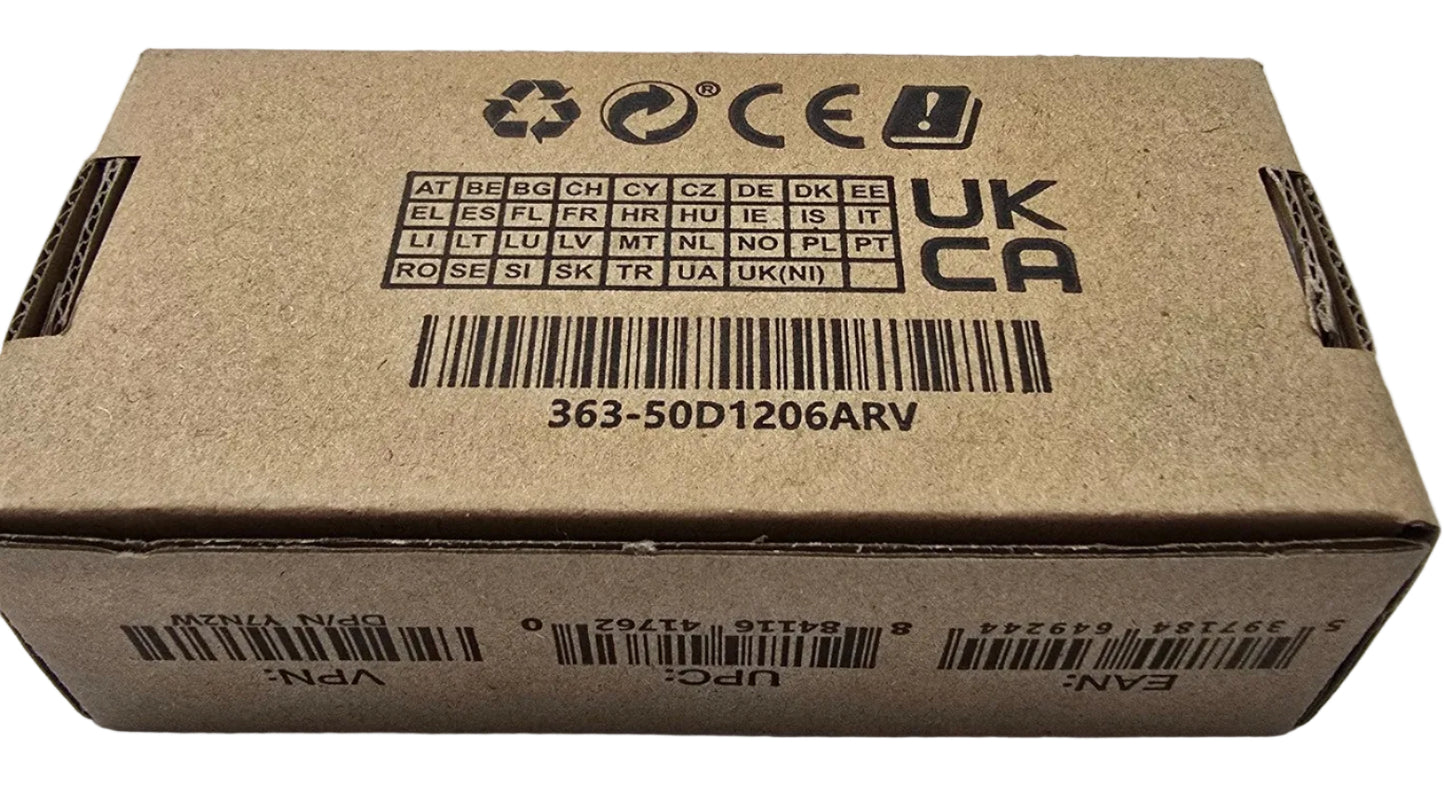 ® CE
AT BE BG CH CY CZ DE DK EE
EL ES FL FR HR HU IE IS IT
LI LT LU LV MT NL NO PL PT
RO SE SI SK TR UA UK(NI)
UK
CA
363-50D1206ARV
EAN:
5 397184 649244
UPC:
8 84116 41762 0
VPN:
DP/N Y7N2W